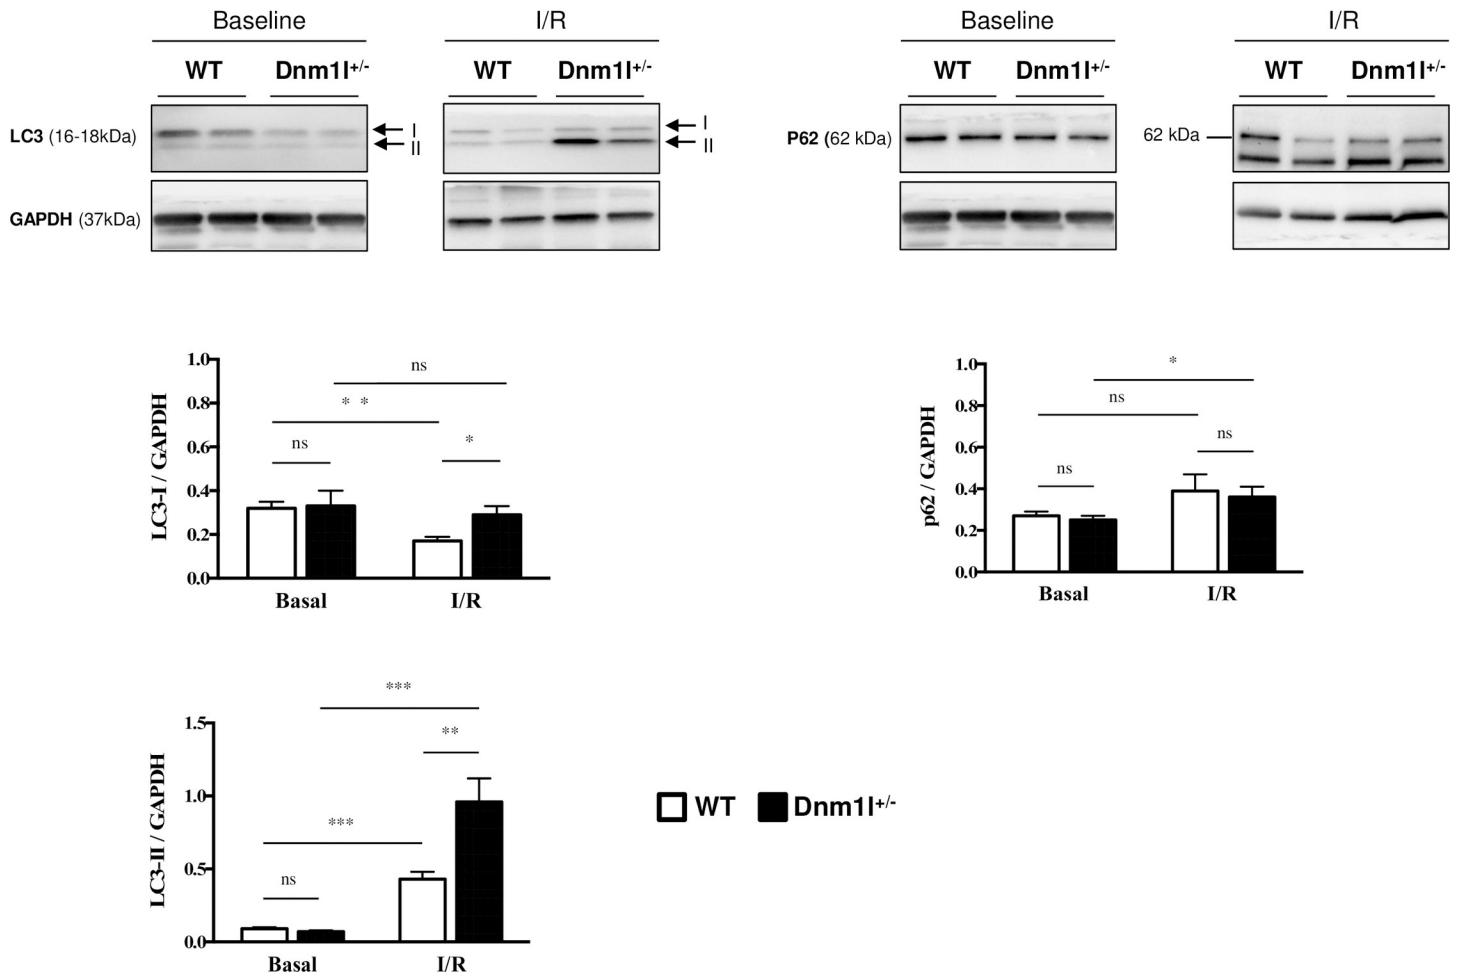 Baseline I/R Baseline I/R
WT Dnm1l+/- WT Dnm1l+/- WT Dnm1l+/- WT Dnm1l+/-
LC3 (16-18kDa) I II I II P62 (62 kDa) 62 kDa
GAPDH (37kDa)
1.0
0.8
0.6
0.4
0.2
0.0
LC3-I / GAPDH
ns
* *
ns
*
Basal I/R
1.0
0.8
0.6
0.4
0.2
0.0
p62 / GAPDH
*
ns
ns
ns
Basal I/R
1.5
1.0
0.5
0.0
LC3-II / GAPDH
***
**
***
ns
Basal I/R
WT Dnm1l+/-